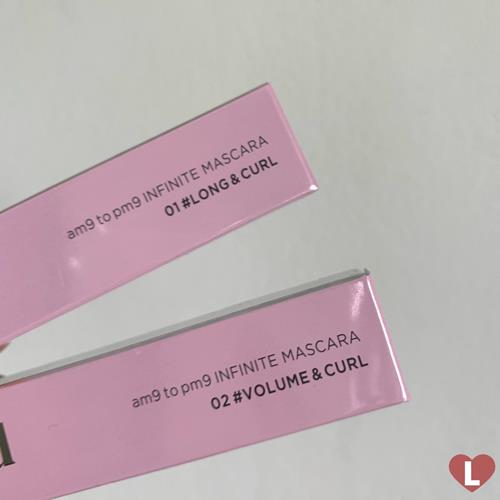 am9 to pm9 INFINITE MASCARA
01 #LONG & CURL
am9 to pm9 INFINITE MASCARA
02 #VOLUME & CURL
L